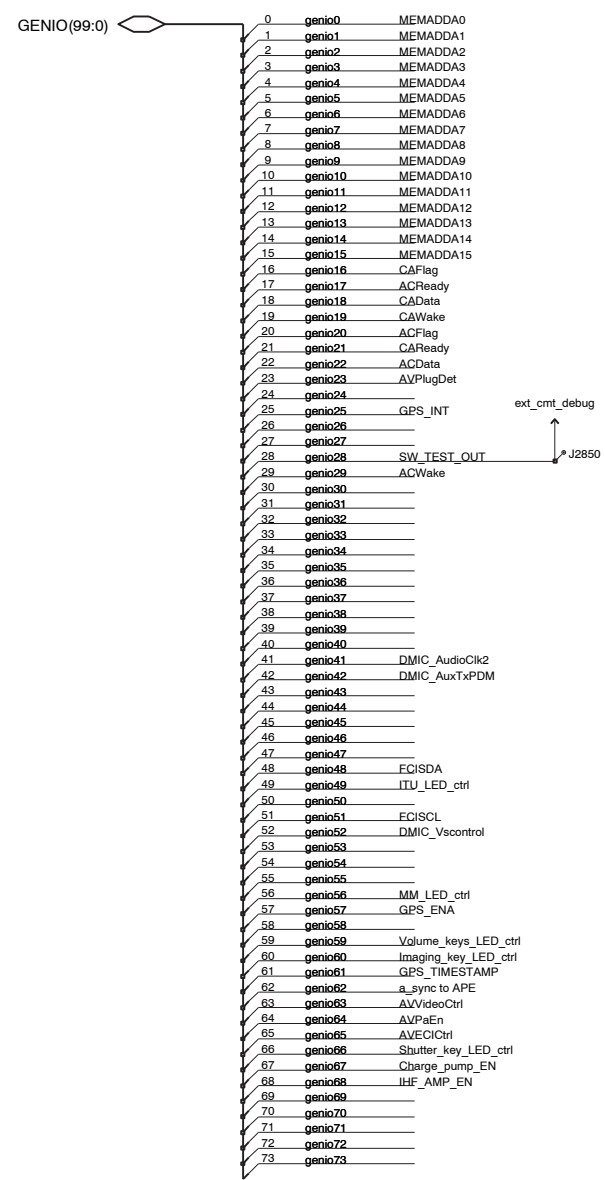 GENIO(99:0)
0 genio0 MEMADDA0
1 genio1 MEMADDA1
2 genio2 MEMADDA2
3 genio3 MEMADDA3
4 genio4 MEMADDA4
5 genio5 MEMADDA5
6 genio6 MEMADDA6
7 genio7 MEMADDA7
8 genio8 MEMADDA8
9 genio9 MEMADDA9
10 genio10 MEMADDA10
11 genio11 MEMADDA11
12 genio12 MEMADDA12
13 genio13 MEMADDA13
14 genio14 MEMADDA14
15 genio15 MEMADDA15
16 genio16 CAFlag
17 genio17 ACReady
18 genio18 CAData
19 genio19 CAWake
20 genio20 ACFlag
21 genio21 CAReady
22 genio22 ACData
23 genio23 AVPlugDet
24 genio24
ext_cmt_debug
25 genio25 GPS_INT
26 genio26
27 genio27
28 genio28 SW_TEST_OUT J2850
29 genio29 ACWake
30 genio30
31 genio31
32 genio32
33 genio33
34 genio34
35 genio35
36 genio36
37 genio37
38 genio38
39 genio39
40 genio40
41 genio41 DMIC_AudioClk2
42 genio42 DMIC_AuxTxPDM
43 genio43
44 genio44
45 genio45
46 genio46
47 genio47
48 genio48 FCISDA
49 genio49 ITU_LED_ctrl
50 genio50
51 genio51 FCISCL
52 genio52 DMIC_Vscontrol
53 genio53
54 genio54
55 genio55
56 genio56 MM_LED_ctrl
57 genio57 GPS_ENA
58 genio58
59 genio59 Volume_keys_LED_ctrl
60 genio60 Imaging_key_LED_ctrl
61 genio61 GPS_TIMESTAMP
62 genio62 a_sync to APE
63 genio63 AVVideoCtrl
64 genio64 AVPaEn
65 genio65 AVECICtrl
66 genio66 Shutter_key_LED_ctrl
67 genio67 Charge_pump_EN
68 genio68 IHF_AMP_EN
69 genio69
70 genio70
71 genio71
72 genio72
73 genio73